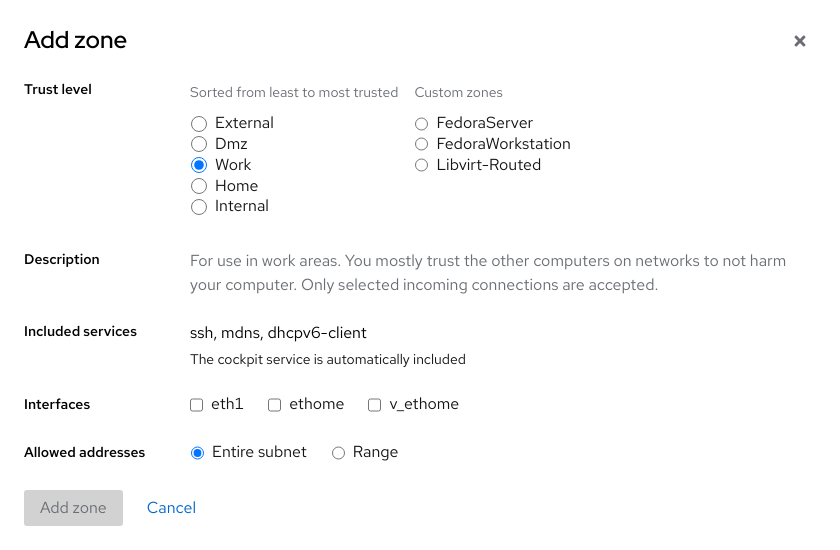 Add zone
Trust level
Sorted from least to most trusted
Custom zones
External
Dmz
Work
Home
Internal
FedoraServer
FedoraWorkstation
Libvirt-Routed
Description
For use in work areas. You mostly trust the other computers on networks to not harm
your computer. Only selected incoming connections are accepted.
Included services
ssh, mdns, dhcpv6-client
The cockpit service is automatically included
Interfaces
eth1
ethome
v_ethome
Allowed addresses
Entire subnet
Range
Add zone
Cancel